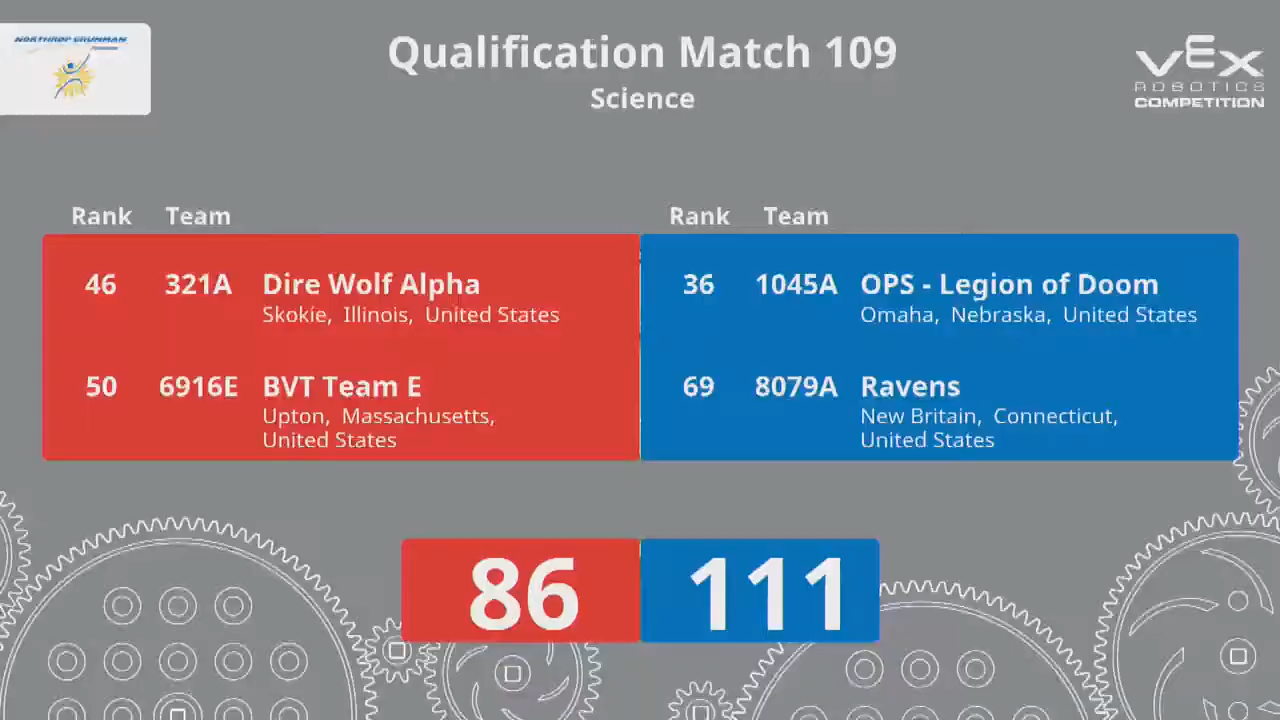 NORTHROP GRUMMAN
Qualification Match 109
Science
VEX
ROBOTICS
COMPETITION
Rank Team
46 321A Dire Wolf Alpha
Skokie, Illinois, United States
50 6916E BVT Team E
Upton, Massachusetts,
United States
Rank Team
36 1045A OPS - Legion of Doom
Omaha, Nebraska, United States
69 8079A Ravens
New Britain, Connecticut,
United States
86 111